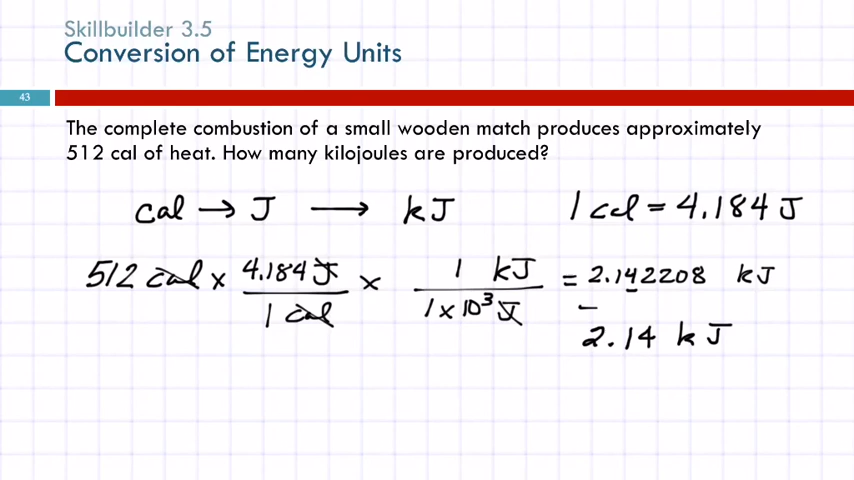 Skillbuilder 3.5
Conversion of Energy Units
43
The complete combustion of a small wooden match produces approximately
512 cal of heat. How many kilojoules are produced?
cal → J → kJ 1 cal = 4.184 J
512 cal x 4.184 J / 1 cal x 1 kJ / 1 x 10³ J = 2.142208 kJ
2.14 kJ